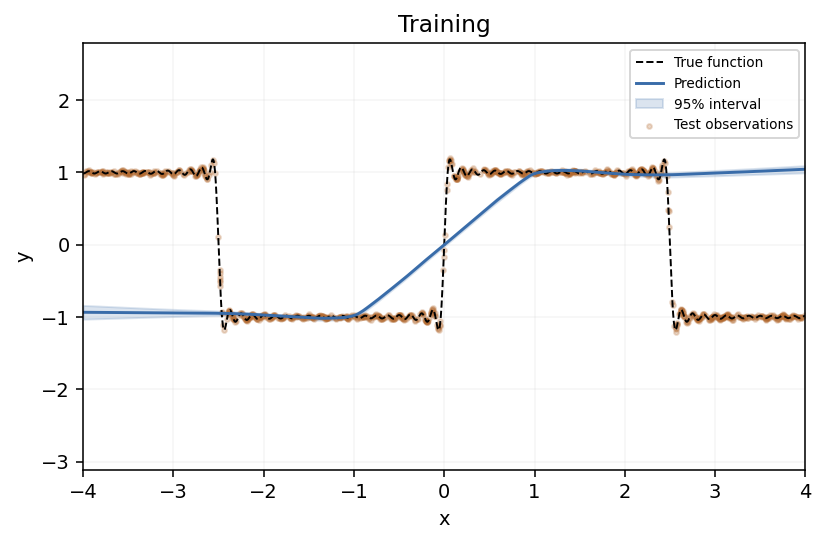 Training
True function
Prediction
95% interval
Test observations
y
2
1
0
−1
−2
−3
−4 −3 −2 −1 0 1 2 3 4
x